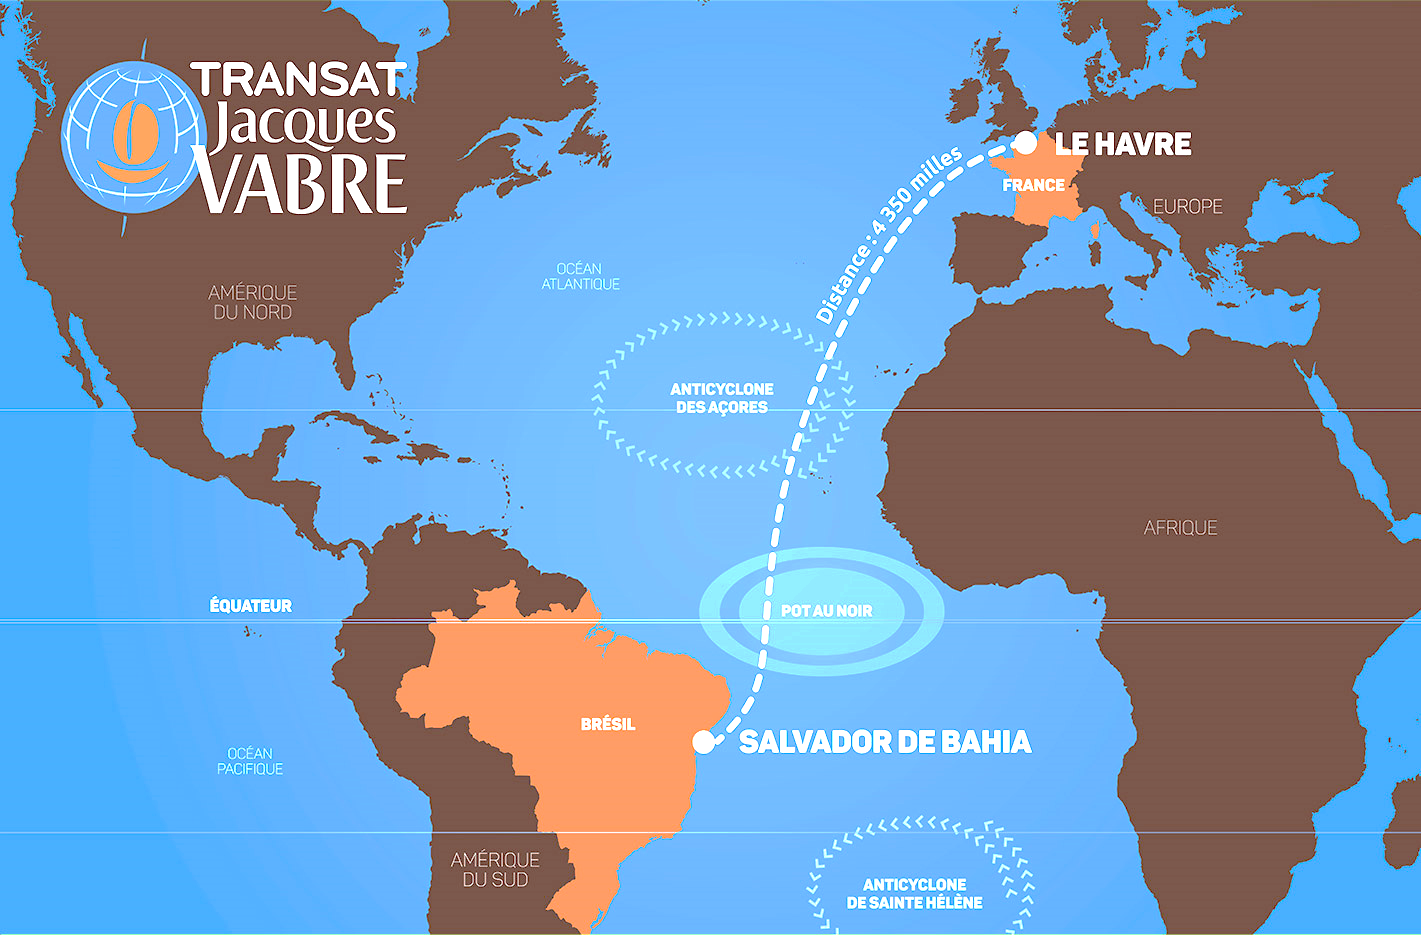 TRANSAT
Jacques
VABRE
LE HAVRE
FRANCE
EUROPE
Distance : 4 350 milles
OCÉAN
ATLANTIQUE
AMÉRIQUE
DU NORD
ANTICYCLONE
DES AÇORES
AFRIQUE
ÉQUATEUR
POT AU NOIR
BRÉSIL
SALVADOR DE BAHIA
OCÉAN
PACIFIQUE
AMÉRIQUE
DU SUD
ANTICYCLONE
DE SAINTE HÉLÈNE